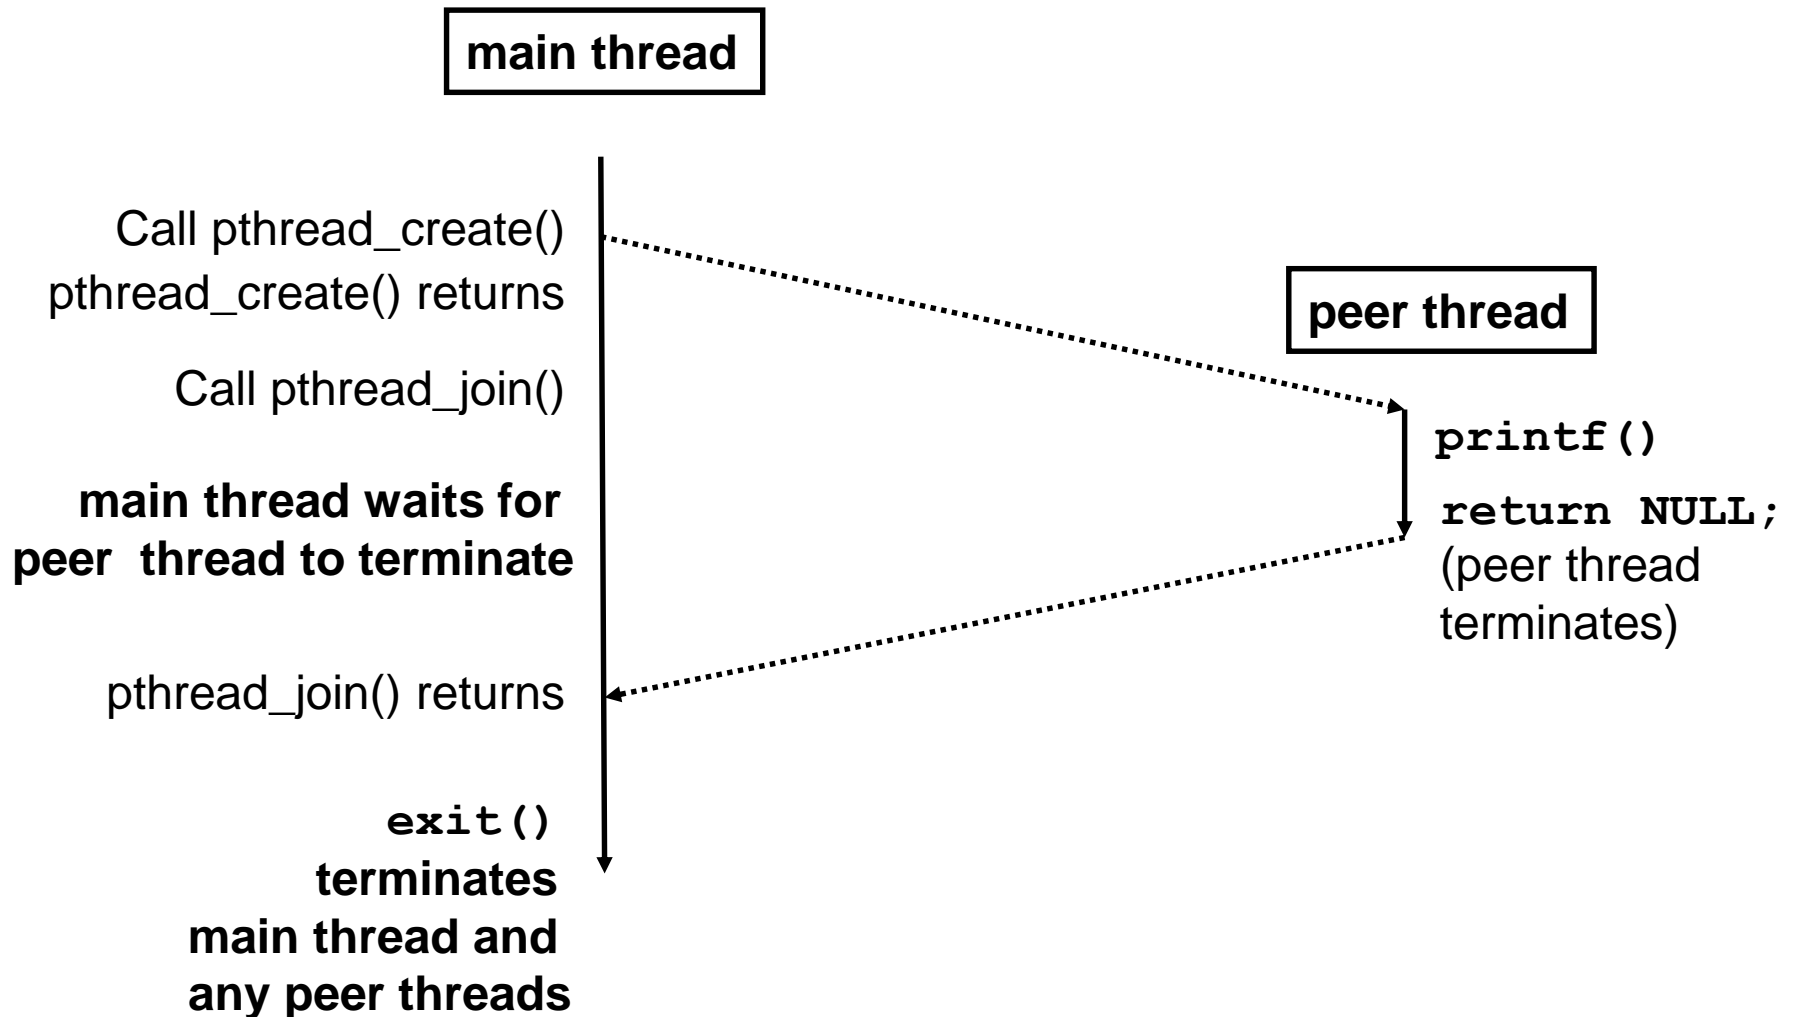 main thread
Call pthread_create()
pthread_create() returns
peer thread
Call pthread_join()
printf()
main thread waits for
peer thread to terminate
return NULL;
(peer thread
terminates)
pthread_join() returns
exit()
terminates
main thread and
any peer threads